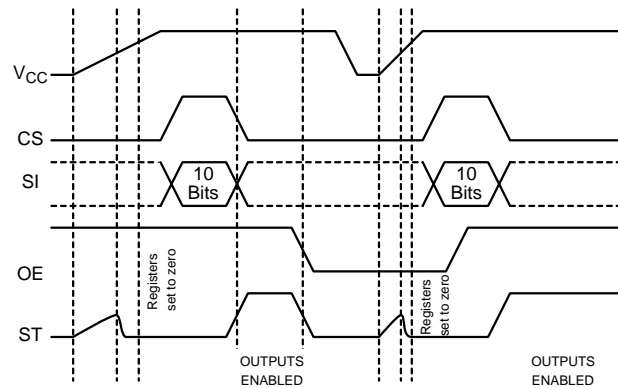 VCC
CS
SI
10
Bits
10
Bits
OE
Registers
set to zero
Registers
set to zero
ST
OUTPUTS
ENABLED
OUTPUTS
ENABLED